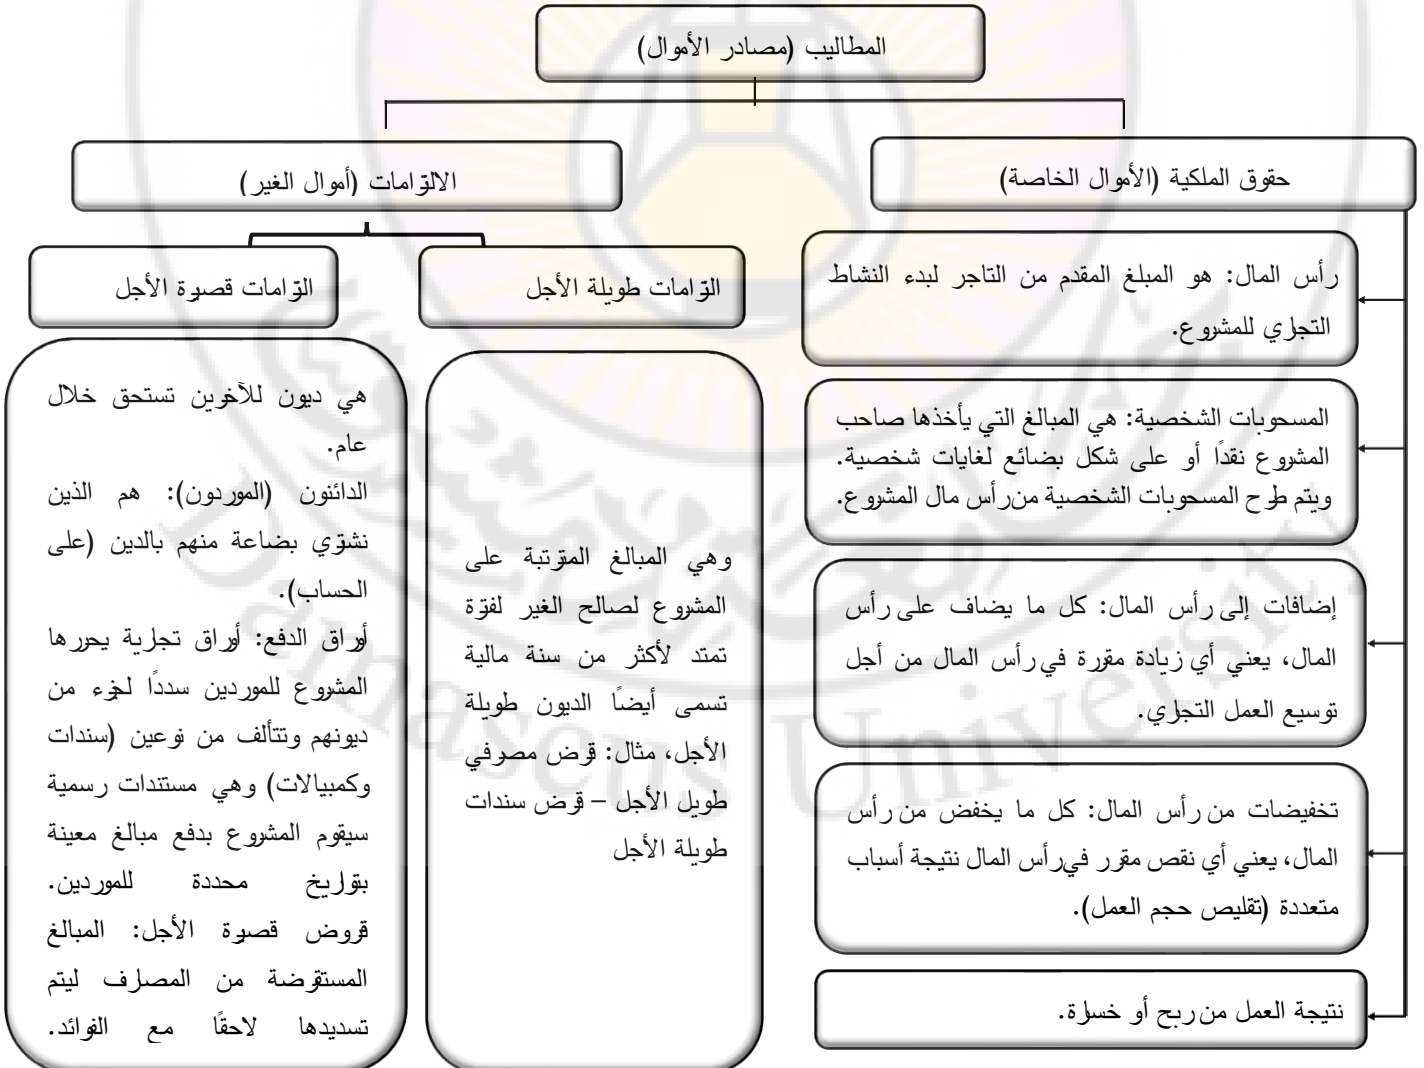 المطاليب (مصادر الأموال)
حقوق الملكية (الأموال الخاصة)
الالتزامات (أموال الغير)
رأس المال: هو المبلغ المقدم من التاجر لبدء النشاط
التجاري للمشروع.
المسحوبات الشخصية: هي المبالغ التي يأخذها صاحب
المشروع نقدًا أو على شكل بضائع لغايات شخصية.
ويتم طرح المسحوبات الشخصية من رأس مال المشروع.
إضافات إلى رأس المال: كل ما يضاف على رأس
المال، يعني أي زيادة مقررة في رأس المال من أجل
توسيع العمل التجاري.
تخفيضات من رأس المال: كل ما يخفض من رأس
المال، يعني أي نقص مقرر في رأس المال نتيجة أسباب
متعددة (تقليص حجم العمل).
نتيجة العمل من ربح أو خسارة.
التزامات طويلة الأجل
وهي المبالغ المترتبة على
المشروع لصالح الغير لفترة
تمتد لأكثر من سنة مالية
تسمى أيضًا الديون طويلة
الأجل، مثال: قرض مصرفي
طويل الأجل – قرض سندات
طويلة الأجل
التزامات قصيرة الأجل
هي ديون للآخرين تستحق خلال
عام.
الدائنون (الموردون): هم الذين
نشتري بضاعة منهم بالدين (على
الحساب).
أوراق الدفع: أوراق تجارية يحررها
المشروع للموردين سددًا لجزء من
ديونهم وتتألف من نوعين (سندات
وكمبيالات) وهي مستندات رسمية
سيقوم المشروع بدفع مبالغ معينة
بتواريخ محددة للموردين.
قروض قصيرة الأجل: المبالغ
المستقرضة من المصارف ليتم
تسديدها لاحقًا مع الفوائد.
Damascus University